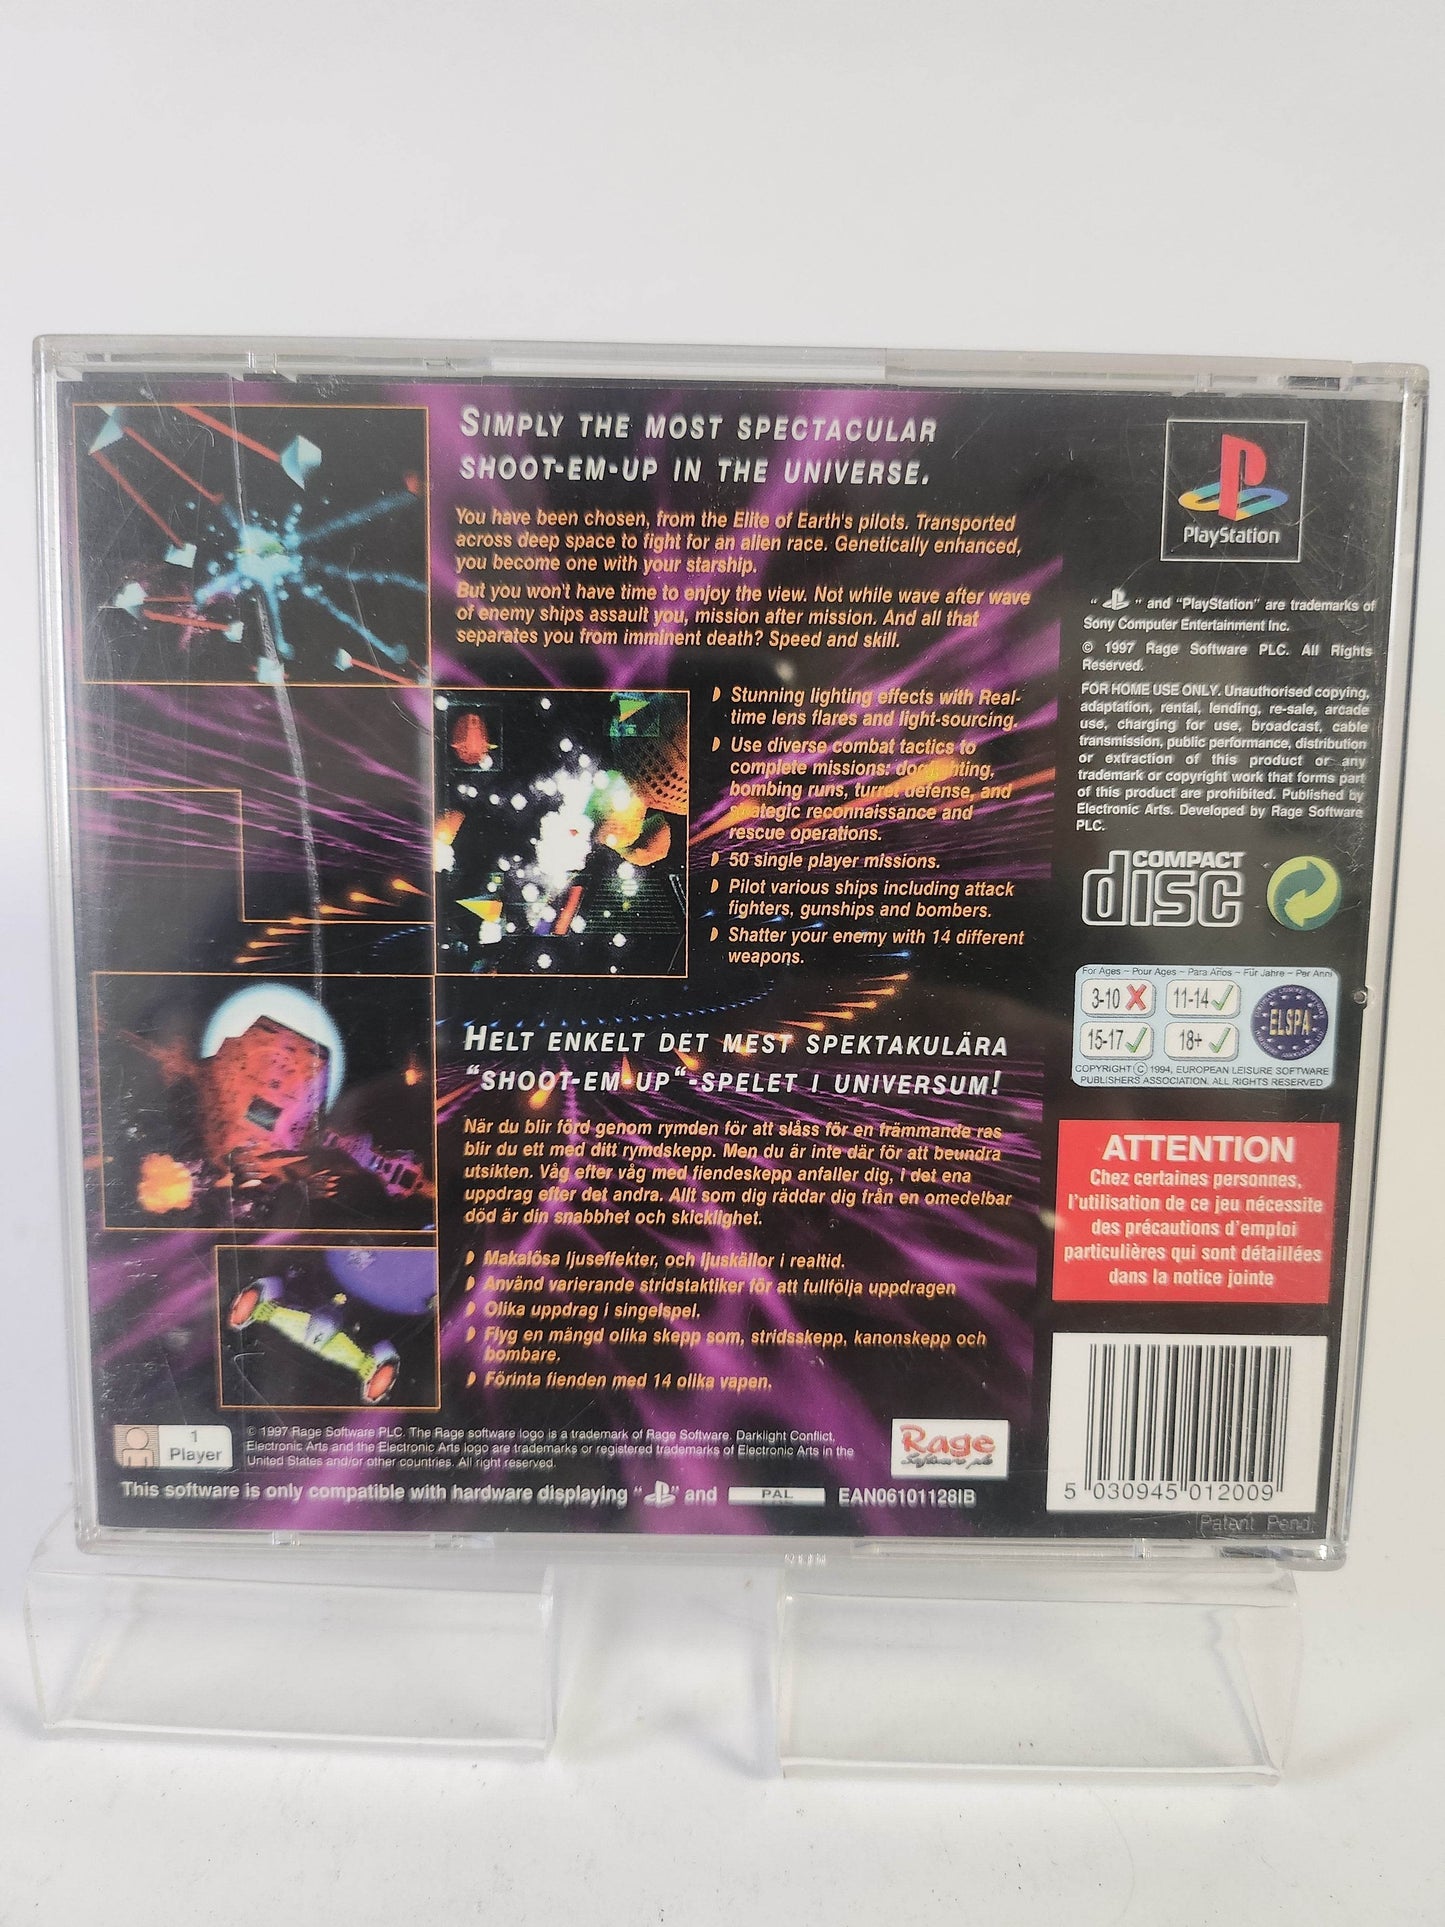 SIMPLY THE MOST SPECTACULAR
SHOOT-EM-UP IN THE UNIVERSE.
You have been chosen, from the Elite of Earth's pilots. Transported
across deep space to fight for an alien race. Genetically enhanced,
you become one with your starship.
But you won't have time to enjoy the view. Not while wave after wave
of enemy ships assault you, mission after mission. And all that
separates you from imminent death? Speed and skill.
Stunning lighting effects with Real-
time lens flares and light-sourcing.
Use diverse combat tactics to
complete missions: dogfighting,
bombing runs, turret defense, and
strategic reconnaissance and
rescue operations.
50 single player missions.
Pilot various ships including attack
fighters, gunships and bombers.
Shatter your enemy with 14 different
weapons.
HELT ENKELT DET MEST SPEKTAKULÄRA
"SHOOT-EM-UP"-SPELET I UNIVERSUM!
När du blir förd genom rymden för att slåss för en främmande ras
blir du ett med ditt rymdskepp. Men du är inte där för att beundra
utsikten. Våg efter våg med fiendeskepp anfaller dig, i det ena
uppdrag efter det andra. Allt som dig räddar dig från en omedelbar
död är din snabbhet och skicklighet.
Makalösa ljuseffekter, och ljuskällor i realtid.
Använd varierande stridstaktiker för att fullfölja uppdragen
Olika uppdrag i singelspel.
Flyg en mängd olika skepp som, stridsskepp, kanonskepp och
bombare.
Förinta fienden med 14 olika vapen.
1
Player
© 1997 Rage Software PLC. The Rage software logo is a trademark of Rage Software. Darklight Conflict,
Electronic Arts and the Electronic Arts logo are trademarks or registered trademarks of Electronic Arts in the
United States and/or other countries. All right reserved.
Rage
Software plc
This software is only compatible with hardware displaying " " and PAL EAN06101128IB
PlayStation
" " and "PlayStation" are trademarks of
Sony Computer Entertainment Inc.
© 1997 Rage Software PLC. All Rights
Reserved.
FOR HOME USE ONLY. Unauthorised copying,
adaptation, rental, lending, re-sale, arcade
use, charging for use, broadcast, cable
transmission, public performance, distribution
or extraction of this product or any
trademark or copyright work that forms part
of this product are prohibited. Published by
Electronic Arts. Developed by Rage Software
PLC.
COMPACT
disc
For Ages ~ Pour Ages ~ Para Años ~ Für Jahre ~ Per Anni
3-10 11-14
15-17 18+
ELSPA
COPYRIGHT © 1994, EUROPEAN LEISURE SOFTWARE
PUBLISHERS ASSOCIATION. ALL RIGHTS RESERVED
ATTENTION
Chez certaines personnes,
l'utilisation de ce jeu nécessite
des précautions d'emploi
particulières qui sont détaillées
dans la notice jointe
5 030945 012009
Patent Pend.